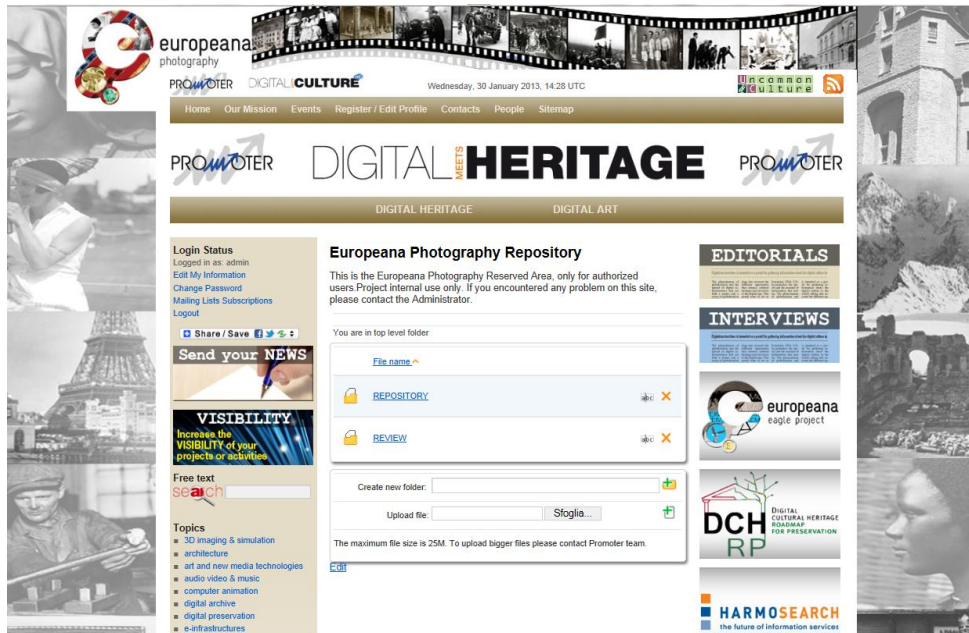 europeana
photography
PROMOTER DIGITALCULTURE Wednesday, 30 January 2013, 14:28 UTC Uncommon Culture
Home Our Mission Events Register / Edit Profile Contacts People Sitemap
PROMOTER DIGITAL MEETS HERITAGE PROMOTER
DIGITAL HERITAGE DIGITAL ART
Login Status
Logged in as: admin
Edit My Information
Change Password
Mailing Lists Subscriptions
Logout
Share / Save
Send your NEWS
VISIBILITY
Increase the
VISIBILITY of your
projects or activities
Free text
search
Topics
3D imaging & simulation
architecture
art and new media technologies
audio video & music
computer animation
digital archive
digital preservation
e-infrastructures
Europeana Photography Repository
This is the Europeana Photography Reserved Area, only for authorized
users.Project internal use only. If you encountered any problem on this site,
please contact the Administrator.
You are in top level folder
File name
REPOSITORY abc
REVIEW abc
Create new folder:
Upload file: Sfoglia...
The maximum file size is 25M. To upload bigger files please contact Promoter team.
Edit
EDITORIALS
INTERVIEWS
europeana
eagle project
DCH
RP
DIGITAL
CULTURAL HERITAGE
ROADMAP
FOR PRESERVATION
HARMOSEARCH
the future of information services